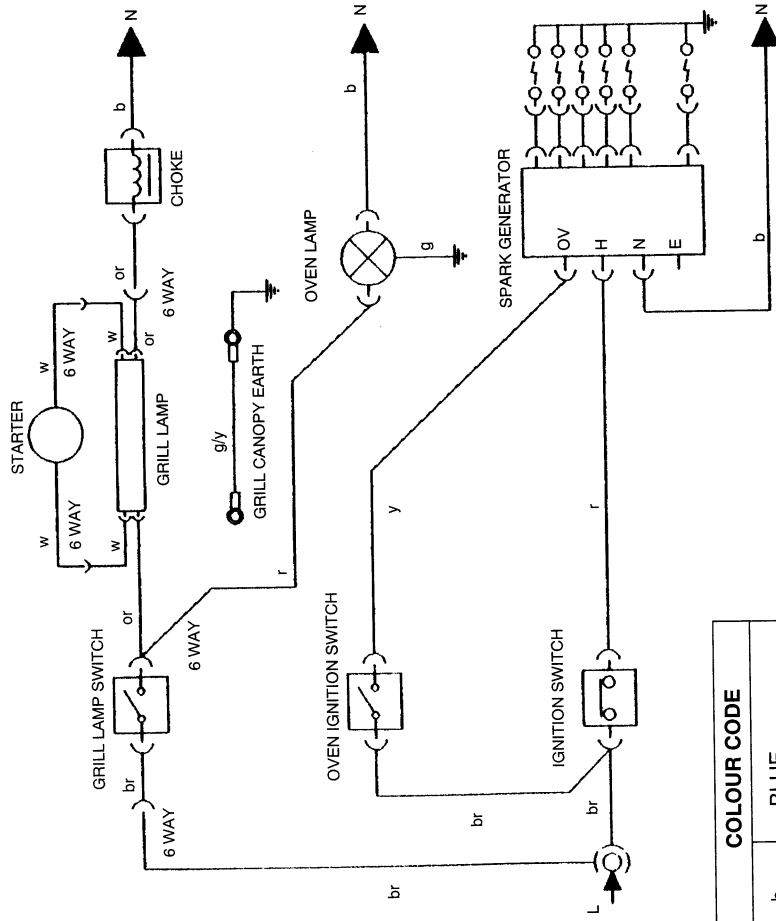 N
STARTER
w
w
6 WAY
6 WAY
w
w
or
or
or
b
6 WAY
CHOKE
GRILL LAMP
GRILL LAMP SWITCH
br
6 WAY
6 WAY
g/y
GRILL CANOPY EARTH
r
N
OVEN LAMP
b
g
br
OVEN IGNITION SWITCH
y
br
SPARK GENERATOR
OV
H
N
E
IGNITION SWITCH
r
br
L
b
N
COLOUR CODE
b
BLUE